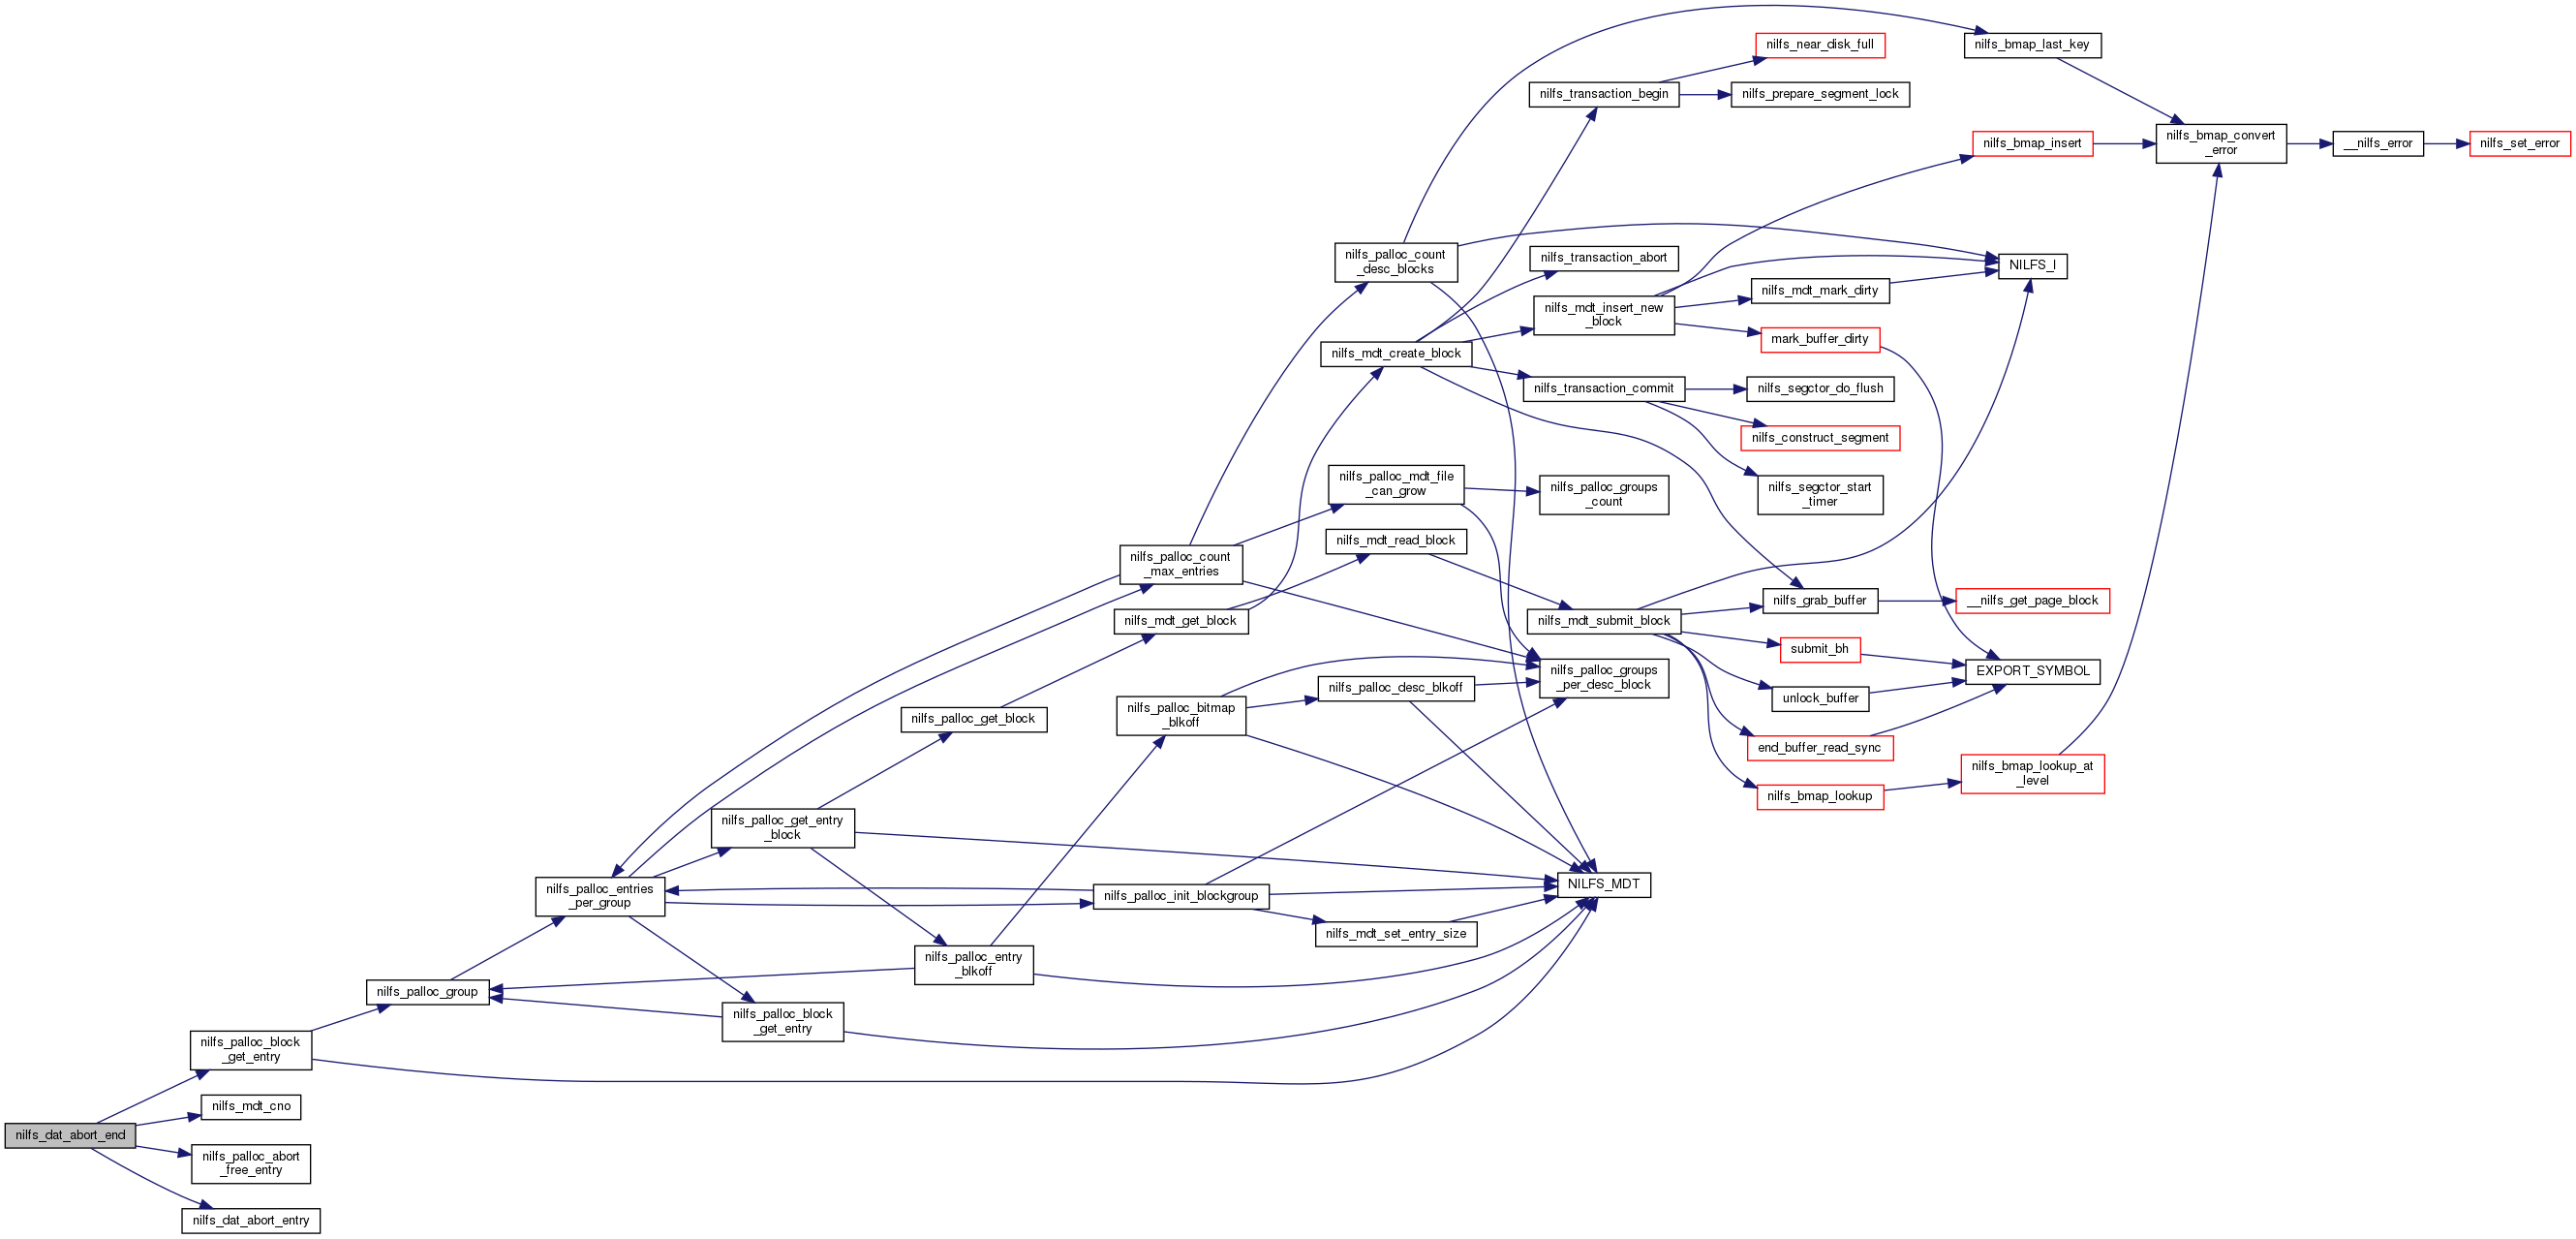 nilfs_bmap_last_key
nilfs_near_disk_full
nilfs_transaction_begin
nilfs_prepare_segment_lock
nilfs_bmap_insert
nilfs_bmap_convert
_error
__nilfs_error
nilfs_set_error
nilfs_palloc_count
_desc_blocks
nilfs_transaction_abort
NILFS_I
nilfs_mdt_mark_dirty
nilfs_mdt_insert_new
_block
mark_buffer_dirty
nilfs_mdt_create_block
nilfs_transaction_commit
nilfs_segctor_do_flush
nilfs_construct_segment
nilfs_palloc_mdt_file
_can_grow
nilfs_palloc_groups
_count
nilfs_segctor_start
_timer
nilfs_mdt_read_block
nilfs_palloc_count
_max_entries
nilfs_mdt_get_block
nilfs_mdt_submit_block
nilfs_grab_buffer
__nilfs_get_page_block
submit_bh
EXPORT_SYMBOL
nilfs_palloc_groups
_per_desc_block
nilfs_palloc_desc_blkoff
unlock_buffer
nilfs_palloc_get_block
nilfs_palloc_bitmap
_blkoff
end_buffer_read_sync
nilfs_bmap_lookup_at
_level
nilfs_bmap_lookup
nilfs_palloc_get_entry
_block
nilfs_palloc_entries
_per_group
nilfs_palloc_init_blockgroup
NILFS_MDT
nilfs_mdt_set_entry_size
nilfs_palloc_entry
_blkoff
nilfs_palloc_group
nilfs_palloc_block
_get_entry
nilfs_palloc_block
_get_entry
nilfs_mdt_cno
nilfs_dat_abort_end
nilfs_palloc_abort
_free_entry
nilfs_dat_abort_entry